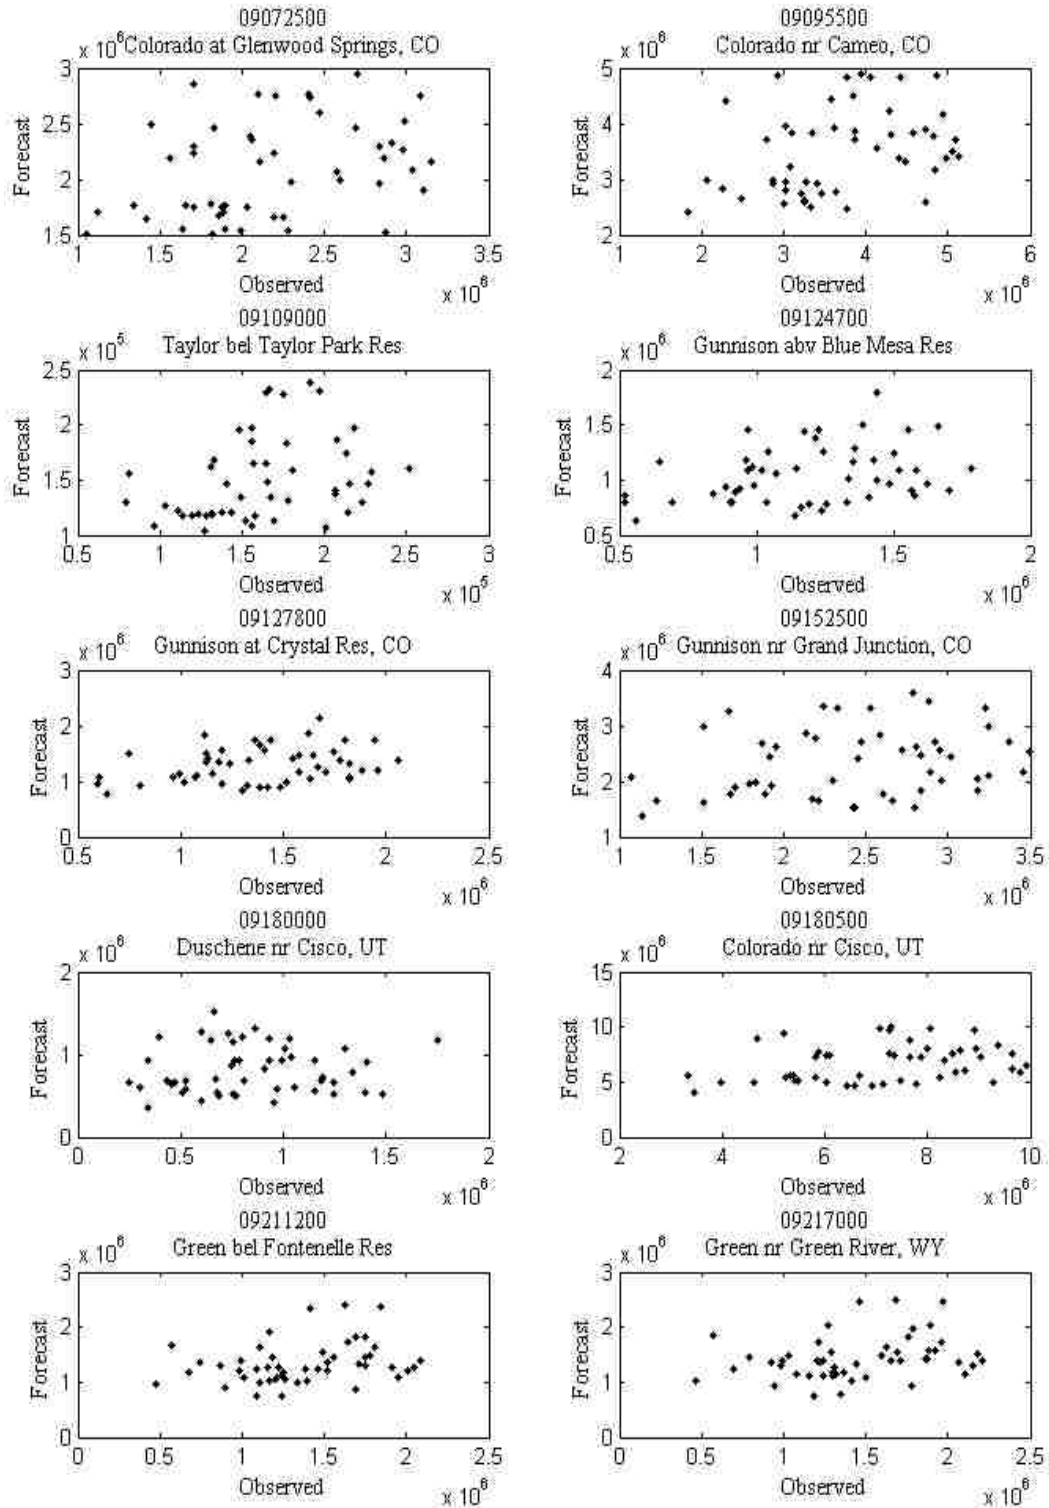 09072500
Colorado at Glenwood Springs, CO
x 10^6
3
2.5
2
1.5
Forecast
1 1.5 2 2.5 3 3.5
Observed
x 10^6
09095500
Colorado nr Cameo, CO
x 10^6
5
4
3
2
Forecast
1 2 3 4 5 6
Observed
x 10^6
09109000
Taylor bel Taylor Park Res
x 10^5
2.5
2
1.5
1
Forecast
0.5 1 1.5 2 2.5 3
Observed
x 10^5
09124700
Gunnison abv Blue Mesa Res
x 10^6
2
1.5
1
0.5
Forecast
0.5 1 1.5 2
Observed
x 10^6
09127800
Gunnison at Crystal Res, CO
x 10^6
3
2
1
0
Forecast
0.5 1 1.5 2 2.5
Observed
x 10^6
09152500
Gunnison nr Grand Junction, CO
x 10^6
4
3
2
1
Forecast
1 1.5 2 2.5 3 3.5
Observed
x 10^6
09180000
Duschene nr Cisco, UT
x 10^6
2
1
0
Forecast
0 0.5 1 1.5 2
Observed
x 10^6
09180500
Colorado nr Cisco, UT
x 10^6
15
10
5
0
Forecast
2 4 6 8 10
Observed
x 10^6
09211200
Green bel Fontenelle Res
x 10^6
3
2
1
0
Forecast
0 0.5 1 1.5 2 2.5
Observed
x 10^6
09217000
Green nr Green River, WY
x 10^6
3
2
1
0
Forecast
0 0.5 1 1.5 2 2.5
Observed
x 10^6